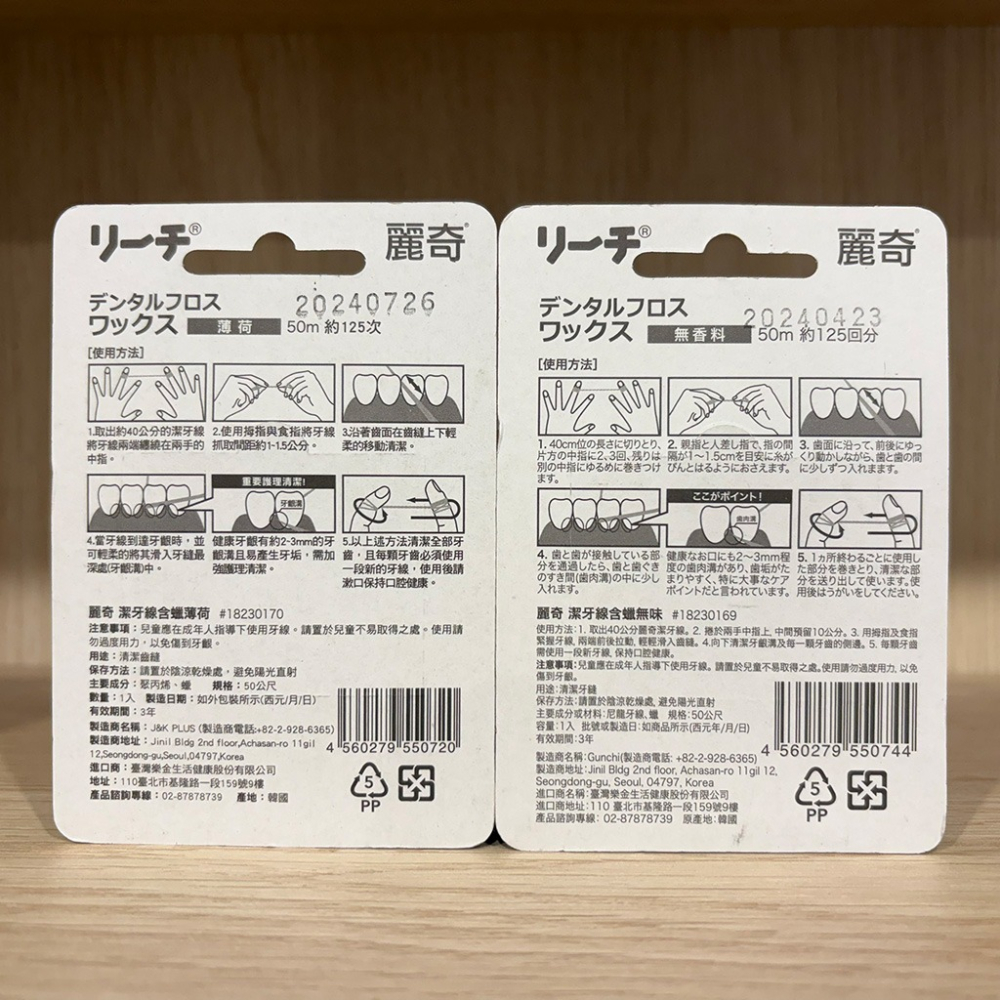 リーチ® 麗奇®
デンタルフロス 20240726
ワックス 薄荷 50m 約125次
[使用方法]
1.取出約40公分的潔牙線
將牙線兩端纏繞在兩手的
中指。
2.使用拇指與食指將牙線
抓取間距約1-1.5公分。
3.沿著齒面在齒縫上下輕
柔的移動清潔。
重要護理清潔!
牙齦溝
4.當牙線到達牙齦時，並
可輕柔的將其滑入牙縫最
深處(牙齦溝)中。
健康牙齦有約2-3mm的牙
齦溝且易產生牙垢，需加
強護理清潔。
5.以上述方法清潔全部牙
齒，且每顆牙齒必須使用
一段新的牙線，使用後請
漱口保持口腔健康。
麗奇 潔牙線含蠟薄荷 #18230170
注意事項：兒童應在成年人指導下使用牙線。請置於兒童不易取得之處。使用請
勿過度用力，以免傷到牙齦。
用途：清潔齒縫
保存方法：請置於陰涼乾燥處、避免陽光直射
主要成分：聚丙烯、蠟 規格：50公尺
數量：1入 製造日期：如外包裝所示(西元/月/日)
有效期間：3年
製造商名稱：J&K PLUS (製造商電話:+82-2-928-6365)
製造商地址：Jinil Bldg 2nd floor,Achasan-ro 11gil
12,Seongdong-gu,Seoul,04797,Korea
進口商：臺灣樂金生活健康股份有限公司
地址：110臺北市基隆路一段159號9樓
產品諮詢專線：02-87878739 產地：韓國
4 560279 550720
5
PP
リーチ® 麗奇®
デンタルフロス
ワックス 無香料 20240423
50m 約125回分
[使用方法]
1. 40cm位の長さに切りとり、
片方の中指に2、3回、残りは
別の中指にゆるめに巻きつけ
ます。
2. 親指と人差し指で、指の間
隔が1～1.5cmを目安に糸が
ぴんとはるようにおさえます。
3. 歯面に沿って、前後にゆっ
くり動かしながら、歯と歯の間
に少しずつ入れます。
ここがポイント!
歯肉溝
4. 歯と歯が接触している部
分を通過したら、歯と歯ぐき
のすき間(歯肉溝)の中に少し
入れます。
健康なお口にも2～3mm程
度の歯肉溝があり、歯垢がた
まりやすく、特に大事なケア
ポイントだと言われています。
5. 1ヵ所終わるごとに使用し
た部分を巻きとり、清潔な部
分を送り出して使います。使
用後はうがいをしてください。
麗奇 潔牙線含蠟無味 #18230169
使用方法:1. 取出40公分麗奇潔牙線。2. 捲於兩手中指上, 中間預留10公分。3. 用拇指及食指
緊握牙線, 兩端前後拉動, 輕輕滑入齒縫。4.向下清潔牙齦溝及每一顆牙齒的側邊。5. 每顆牙齒
需使用一段新牙線, 保持口腔健康。
注意事項:兒童應在成年人指導下使用牙線。請置於兒童不易取得之處。使用請勿過度用力、以免
傷到牙齦。
用途:清潔牙縫
保存方法:請置於陰涼乾燥處、避免陽光直射
主要成分或材料:尼龍牙線、蠟 規格:50公尺
容量:1入 批號或製造日:如商品所示(西元年/月/日)
有效期間:3年
製造商名稱:Gunchi(製造商電話: +82-2-928-6365)
製造商地址:Jinil Bldg 2nd floor, Achasan-ro 11gil 12,
Seongdong-gu, Seoul, 04797, Korea
進口商名稱:臺灣樂金生活健康股份有限公司
進口商地址:110 臺北市基隆路一段159號9樓
產品諮詢專線: 02-87878739 原產地:韓國
4 560279 550744
5
PP